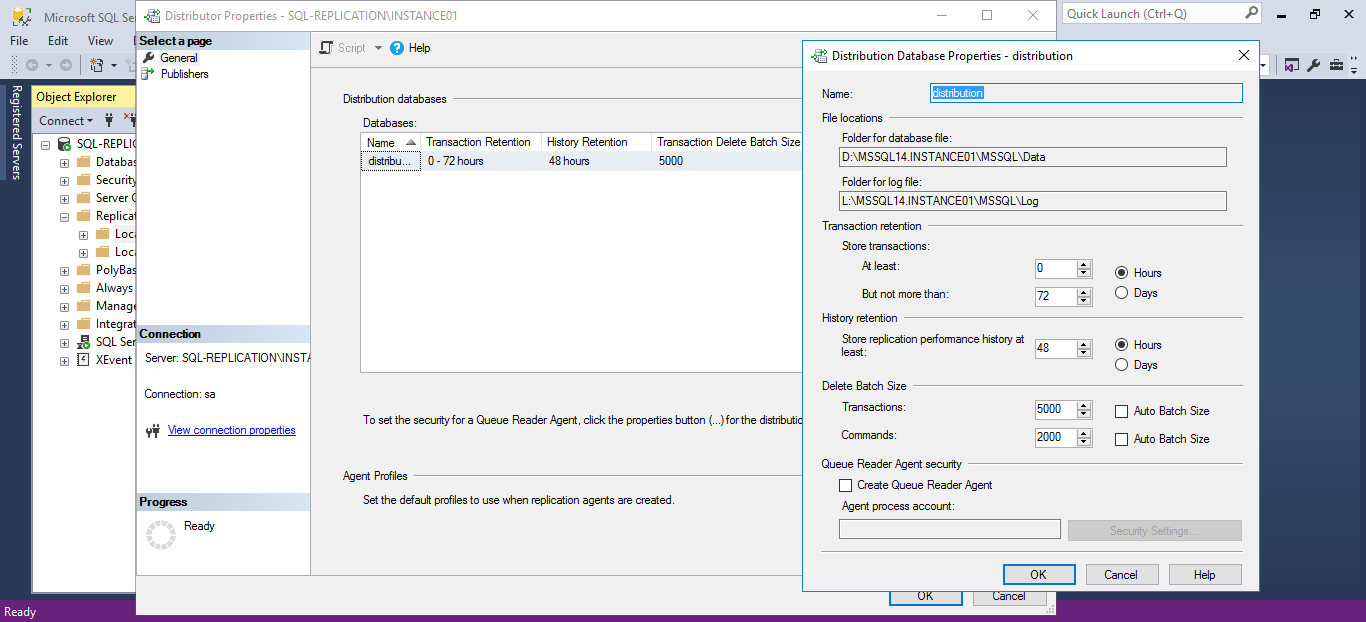 Microsoft SQL Ser
Quick Launch (Ctrl+Q)
File Edit View
Registered Servers
Object Explorer
Connect
SQL-REPLIC
Databas
Security
Server O
Replicat
Loca
Loca
PolyBas
Always
Manage
Integrat
SQL Ser
XEvent
Ready
Distributor Properties - SQL-REPLICATION\INSTANCE01
Select a page
General
Publishers
Connection
Server: SQL-REPLICATION\INSTA
Connection: sa
View connection properties
Progress
Ready
Script Help
Distribution databases
Databases:
Name Transaction Retention History Retention Transaction Delete Batch Size
distribu... 0 - 72 hours 48 hours 5000
To set the security for a Queue Reader Agent, click the properties button (...) for the distributio
Agent Profiles
Set the default profiles to use when replication agents are created.
OK Cancel
Distribution Database Properties - distribution
Name: distribution
File locations
Folder for database file:
D:\MSSQL14.INSTANCE01\MSSQL\Data
Folder for log file:
L:\MSSQL14.INSTANCE01\MSSQL\Log
Transaction retention
Store transactions:
At least: 0 Hours
But not more than: 72 Days
History retention
Store replication performance history at
least: 48 Hours
Days
Delete Batch Size
Transactions: 5000 Auto Batch Size
Commands: 2000 Auto Batch Size
Queue Reader Agent security
Create Queue Reader Agent
Agent process account:
Security Settings...
OK Cancel Help